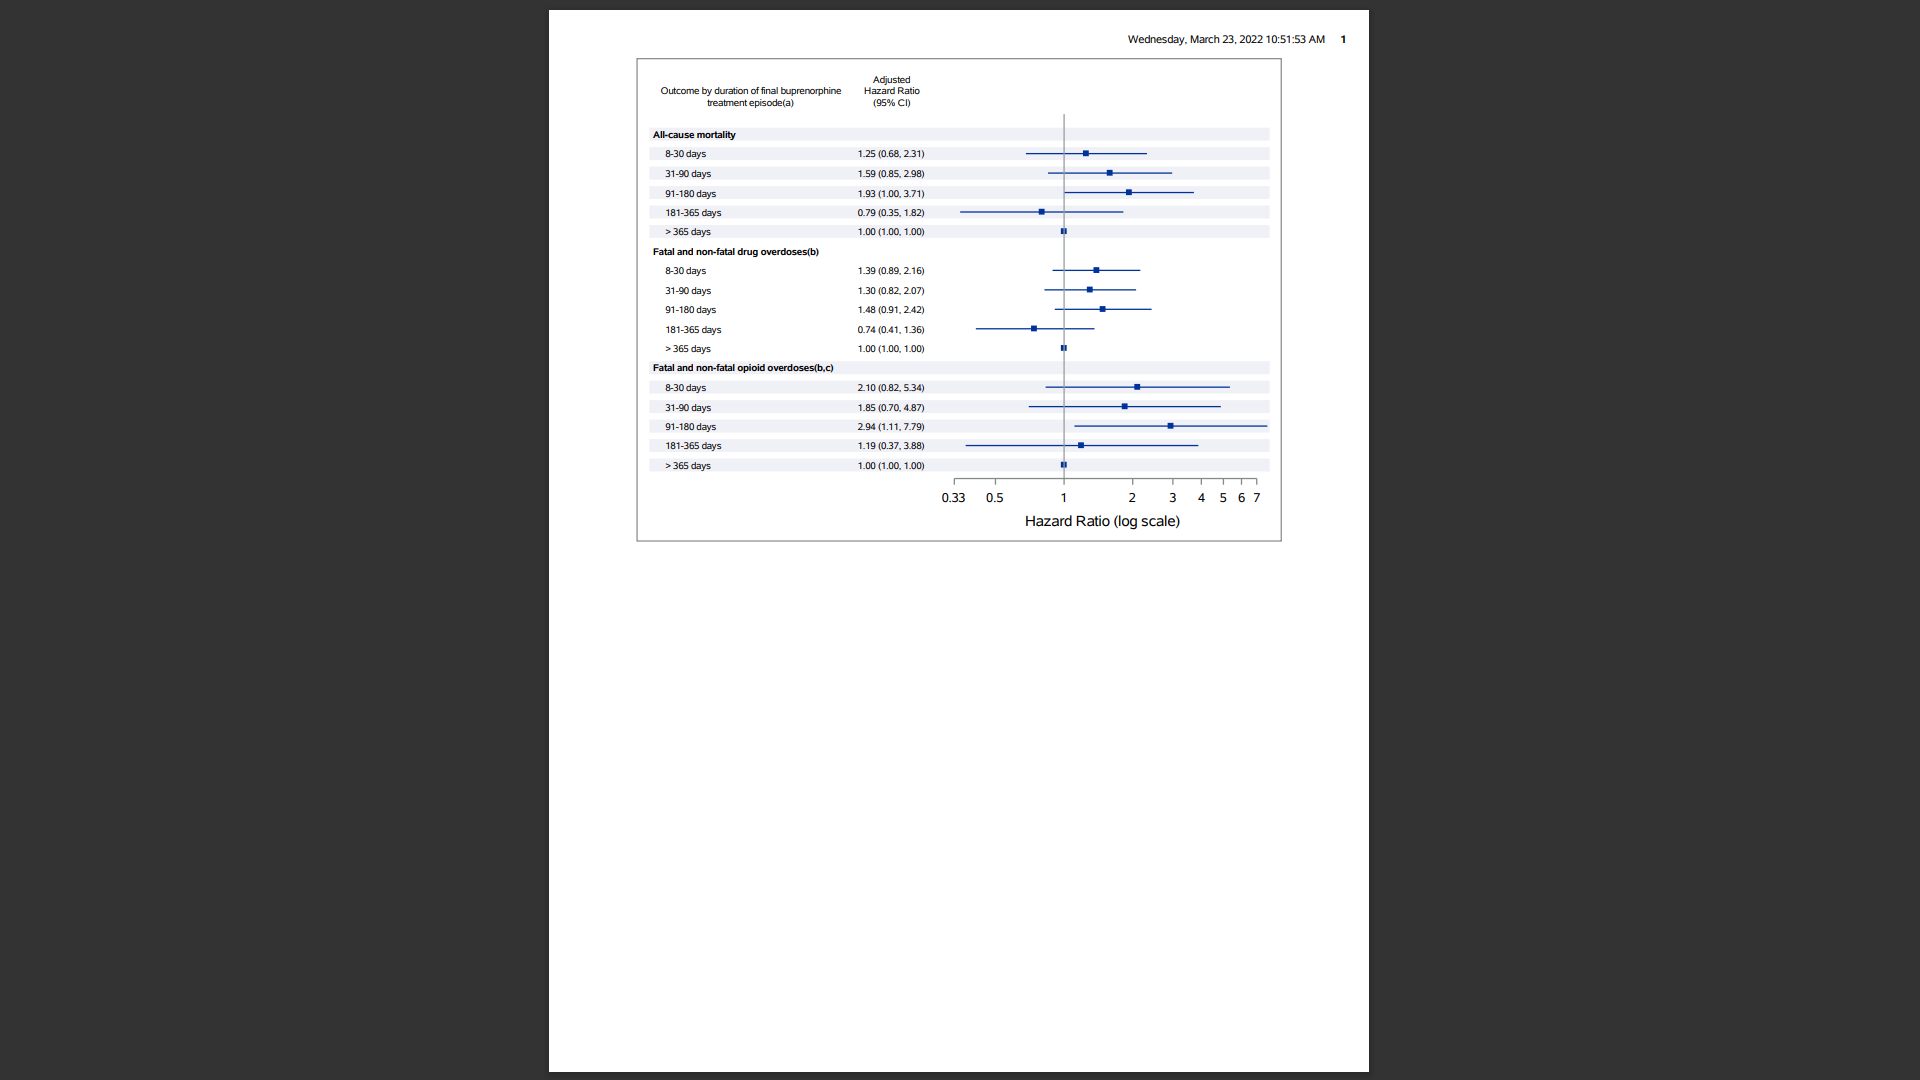 Wednesday, March 23, 2022 10:51:53 AM 1
Outcome by duration of final buprenorphine
treatment episode(a)
Adjusted
Hazard Ratio
(95% CI)
All-cause mortality
8-30 days 1.25 (0.68, 2.31)
31-90 days 1.59 (0.85, 2.98)
91-180 days 1.93 (1.00, 3.71)
181-365 days 0.79 (0.35, 1.82)
> 365 days 1.00 (1.00, 1.00)
Fatal and non-fatal drug overdoses(b)
8-30 days 1.39 (0.89, 2.16)
31-90 days 1.30 (0.82, 2.07)
91-180 days 1.48 (0.91, 2.42)
181-365 days 0.74 (0.41, 1.36)
> 365 days 1.00 (1.00, 1.00)
Fatal and non-fatal opioid overdoses(b,c)
8-30 days 2.10 (0.82, 5.34)
31-90 days 1.85 (0.70, 4.87)
91-180 days 2.94 (1.11, 7.79)
181-365 days 1.19 (0.37, 3.88)
> 365 days 1.00 (1.00, 1.00)
0.33 0.5 1 2 3 4 5 6 7
Hazard Ratio (log scale)